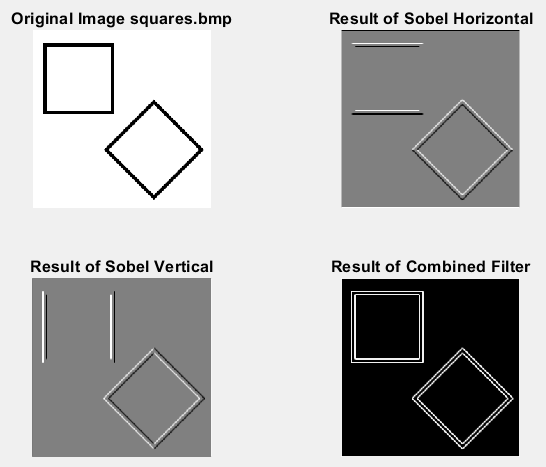 Original Image squares.bmp
Result of Sobel Horizontal
Result of Sobel Vertical
Result of Combined Filter